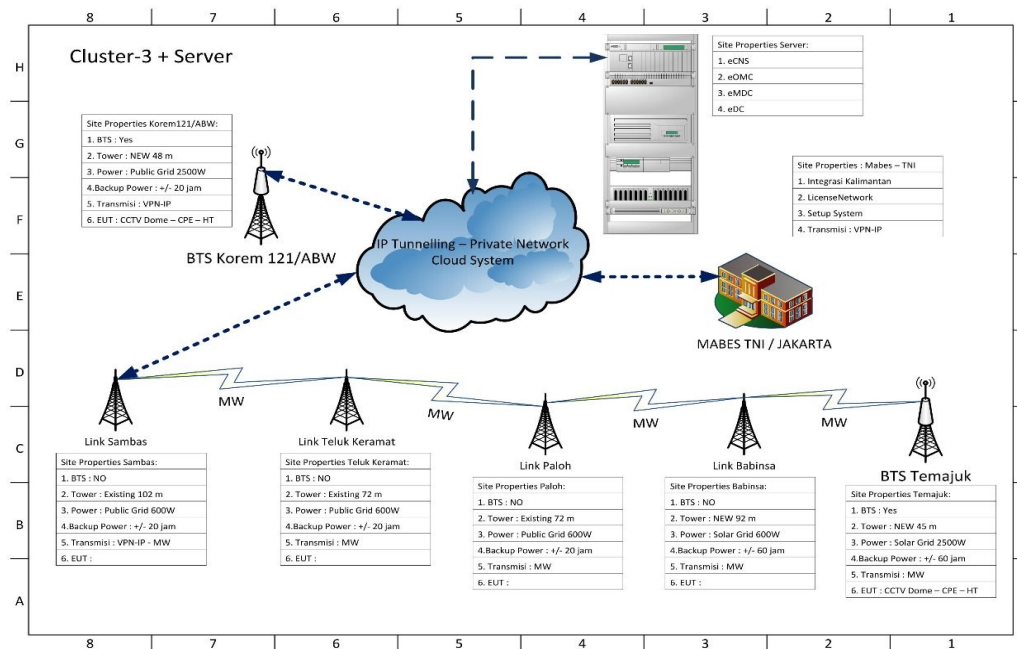 8 7 6 5 4 3 2 1
H
G
F
E
D
C
B
A
Cluster-3 + Server
Site Properties Server:
1. eCNS
2. eOMC
3. eMDC
4. eDC
Site Properties Korem121/ABW:
1. BTS : Yes
2. Tower : NEW 48 m
3. Power : Public Grid 2500W
4.Backup Power : +/- 20 jam
5. Transmisi : VPN-IP
6. EUT : CCTV Dome – CPE – HT
BTS Korem 121/ABW
Site Properties : Mabes – TNI
1. Integrasi Kalimantan
2. LicenseNetwork
3. Setup System
4. Transmisi : VPN-IP
IP Tunnelling – Private Network
Cloud System
MABES TNI / JAKARTA
MW
MW
MW
MW
Link Sambas
Site Properties Sambas:
1. BTS : NO
2. Tower : Existing 102 m
3. Power : Public Grid 600W
4.Backup Power : +/- 20 jam
5. Transmisi : VPN-IP - MW
6. EUT :
Link Teluk Keramat
Site Properties Teluk Keramat:
1. BTS : NO
2. Tower : Existing 72 m
3. Power : Public Grid 600W
4.Backup Power : +/- 20 jam
5. Transmisi : MW
6. EUT :
Link Paloh
Site Properties Paloh:
1. BTS : NO
2. Tower : Existing 72 m
3. Power : Public Grid 600W
4.Backup Power : +/- 20 jam
5. Transmisi : MW
6. EUT :
Link Babinsa
Site Properties Babinsa:
1. BTS : NO
2. Tower : NEW 92 m
3. Power : Solar Grid 600W
4.Backup Power : +/- 60 jam
5. Transmisi : MW
6. EUT :
BTS Temajuk
Site Properties Temajuk:
1. BTS : Yes
2. Tower : NEW 45 m
3. Power : Solar Grid 2500W
4.Backup Power : +/- 60 jam
5. Transmisi : MW
6. EUT : CCTV Dome – CPE – HT
8 7 6 5 4 3 2 1